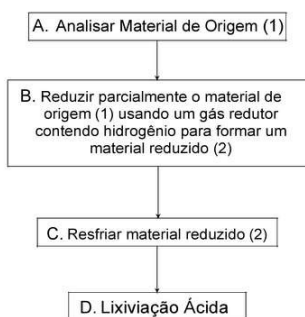 A. Analisar Material de Origem (1)
B. Reduzir parcialmente o material de
origem (1) usando um gás redutor
contendo hidrogênio para formar um
material reduzido (2)
C. Resfriar material reduzido (2)
D. Lixiviação Ácida